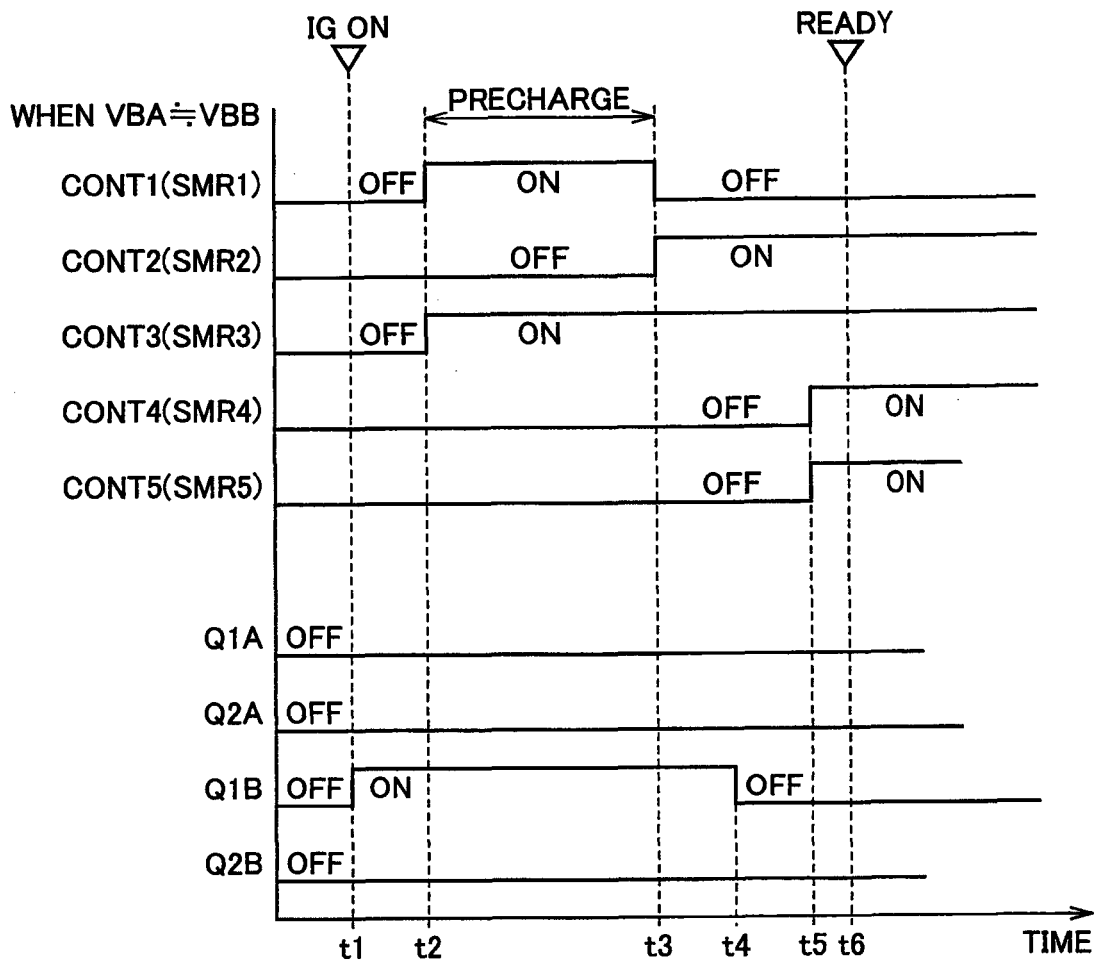 IG ON
READY
WHEN VBA≒VBB
PRECHARGE
CONT1(SMR1)
OFF
ON
OFF
CONT2(SMR2)
OFF
ON
CONT3(SMR3)
OFF
ON
CONT4(SMR4)
OFF
ON
CONT5(SMR5)
OFF
ON
Q1A
OFF
Q2A
OFF
Q1B
OFF
ON
OFF
Q2B
OFF
t1
t2
t3
t4
t5
t6
TIME